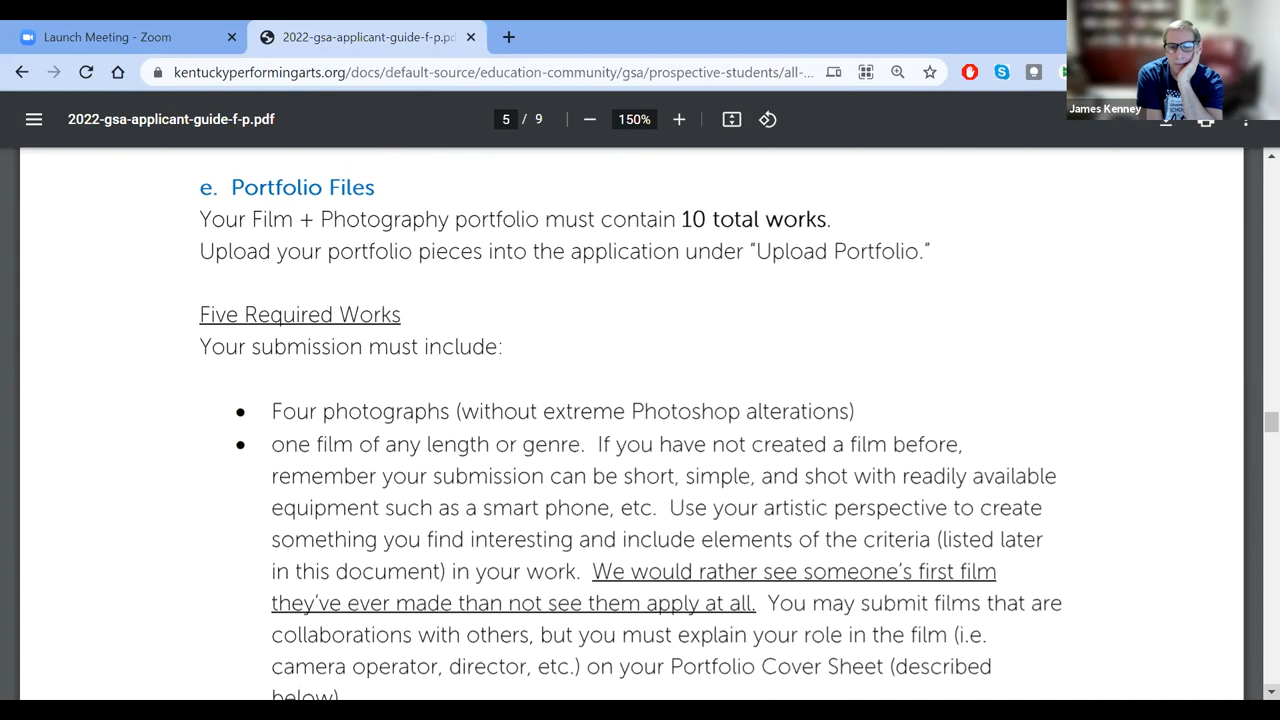 Launch Meeting - Zoom
2022-gsa-applicant-guide-f-p.pd
kentuckyperformingarts.org/docs/default-source/education-community/gsa/prospective-students/all-...
James Kenney
2022-gsa-applicant-guide-f-p.pdf
5 / 9
150%
e. Portfolio Files
Your Film + Photography portfolio must contain 10 total works.
Upload your portfolio pieces into the application under “Upload Portfolio.”
Five Required Works
Your submission must include:
• Four photographs (without extreme Photoshop alterations)
• one film of any length or genre. If you have not created a film before,
remember your submission can be short, simple, and shot with readily available
equipment such as a smart phone, etc. Use your artistic perspective to create
something you find interesting and include elements of the criteria (listed later
in this document) in your work. We would rather see someone’s first film
they’ve ever made than not see them apply at all. You may submit films that are
collaborations with others, but you must explain your role in the film (i.e.
camera operator, director, etc.) on your Portfolio Cover Sheet (described
below)